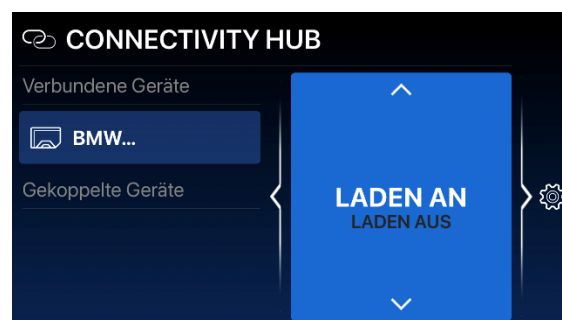 CONNECTIVITY HUB
Verbundene Geräte
BMW...
Gekoppelte Geräte
LADEN AN
LADEN AUS